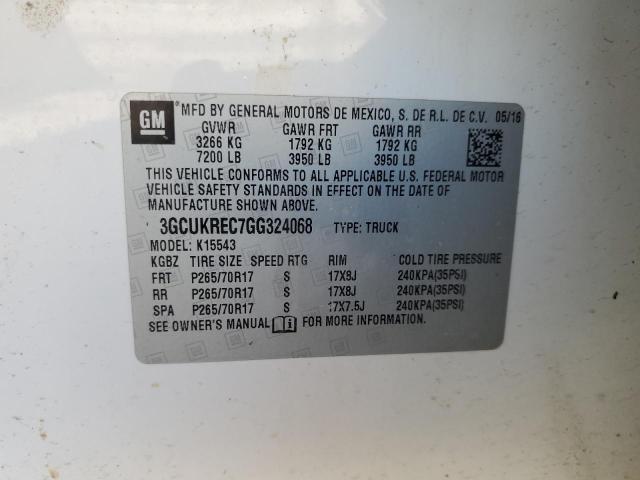 GM *MFD BY GENERAL MOTORS DE MEXICO, S. DE R.L. DE C.V. 05/16
GVWR GAWR FRT GAWR RR
3266 KG 1792 KG 1792 KG
7200 LB 3950 LB 3950 LB
THIS VEHICLE CONFORMS TO ALL APPLICABLE U.S. FEDERAL MOTOR
VEHICLE SAFETY STANDARDS IN EFFECT ON THE DATE OF
MANUFACTURE SHOWN ABOVE.
3GCUKREC7GG324068 TYPE: TRUCK
MODEL: K15543
KGBZ TIRE SIZE SPEED RTG RIM COLD TIRE PRESSURE
FRT P265/70R17 S 17X8J 240KPA(35PSI)
RR P265/70R17 S 17X8J 240KPA(35PSI)
SPA P265/70R17 S 17X7.5J 240KPA(35PSI)
SEE OWNER'S MANUAL FOR MORE INFORMATION.